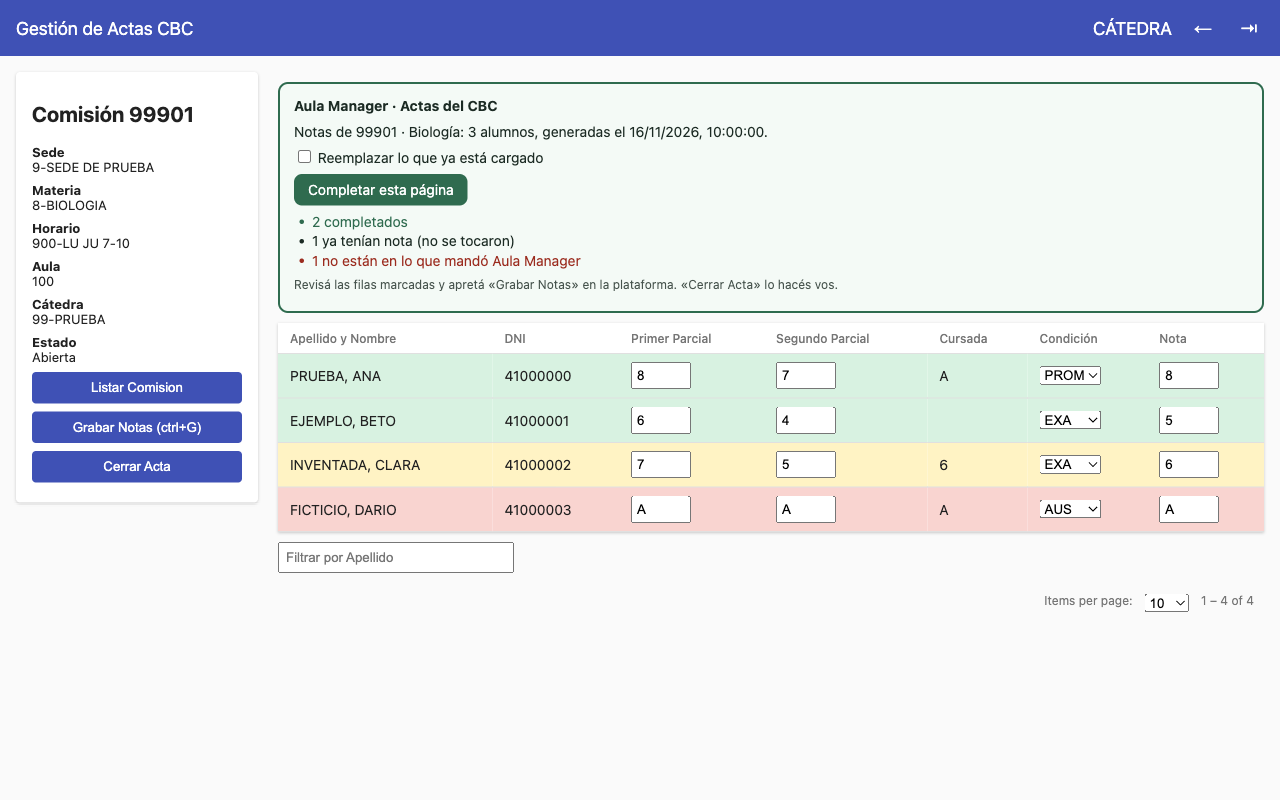 Gestión de Actas CBC
CÁTEDRA
Comisión 99901
Sede
9-SEDE DE PRUEBA
Materia
8-BIOLOGIA
Horario
900-LU JU 7-10
Aula
100
Cátedra
99-PRUEBA
Estado
Abierta
Listar Comision
Grabar Notas (ctrl+G)
Cerrar Acta
Aula Manager · Actas del CBC
Notas de 99901 · Biología: 3 alumnos, generadas el 16/11/2026, 10:00:00.
Reemplazar lo que ya está cargado
Completar esta página
• 2 completados
• 1 ya tenían nota (no se tocaron)
• 1 no están en lo que mandó Aula Manager
Revisá las filas marcadas y apretá «Grabar Notas» en la plataforma. «Cerrar Acta» lo hacés vos.
Apellido y Nombre DNI Primer Parcial Segundo Parcial Cursada Condición Nota
PRUEBA, ANA 41000000 8 7 A PROM 8
EJEMPLO, BETO 41000001 6 4 EXA 5
INVENTADA, CLARA 41000002 7 5 6 EXA 6
FICTICIO, DARIO 41000003 A A A AUS A
Filtrar por Apellido
Items per page: 10 1 – 4 of 4